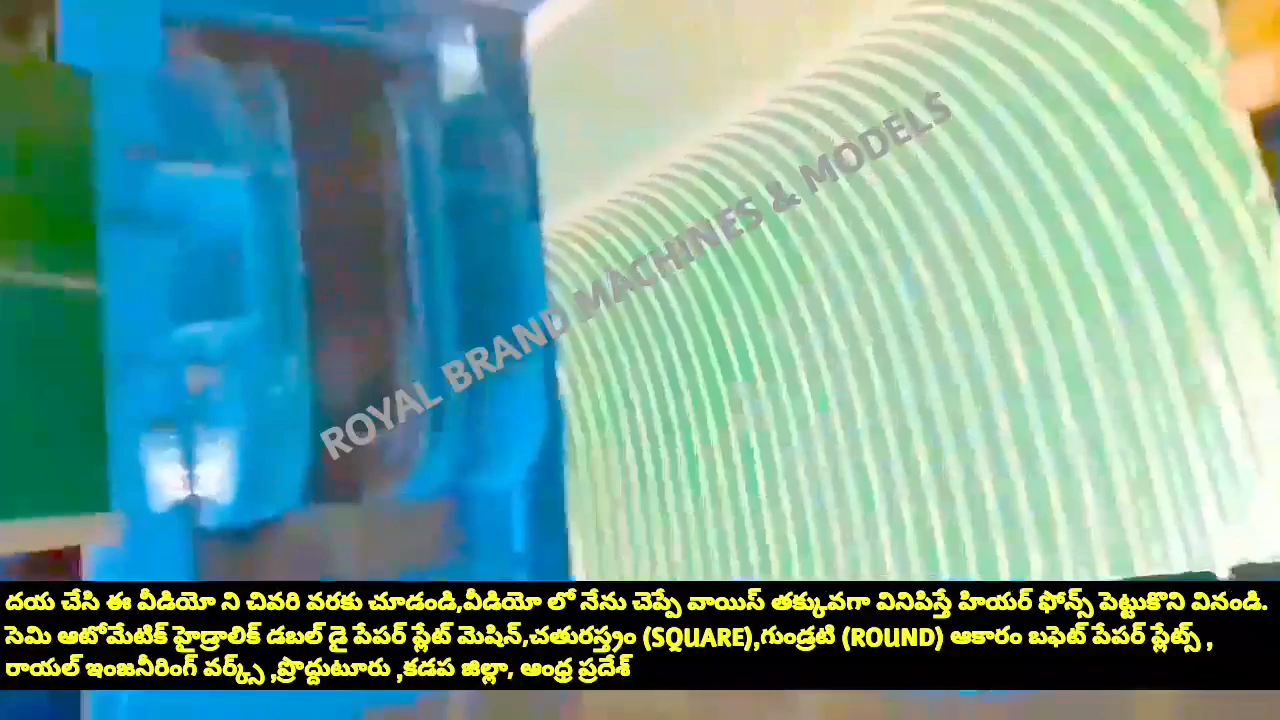 ROYAL BRAND MACHINES & MODELS
దయ చేసి ఈ వీడియో ని చివరి వరకు చూడండి,వీడియో లో నేను చెప్పే వాయిస్ తక్కువగా వినిపిస్తే హియర్ ఫోన్స్ పెట్టుకొని వినండి.
సెమి ఆటోమేటిక్ హైడ్రాలిక్ డబల్ డై పేపర్ ప్లేట్ మెషిన్,చతురస్త్రం (SQUARE),గుండ్రటి (ROUND) ఆకారం బఫెట్ పేపర్ ప్లేట్స్ ,
రాయల్ ఇంజనీరింగ్ వర్క్స్ ,ప్రొద్దుటూరు ,కడప జిల్లా, ఆంధ్ర ప్రదేశ్